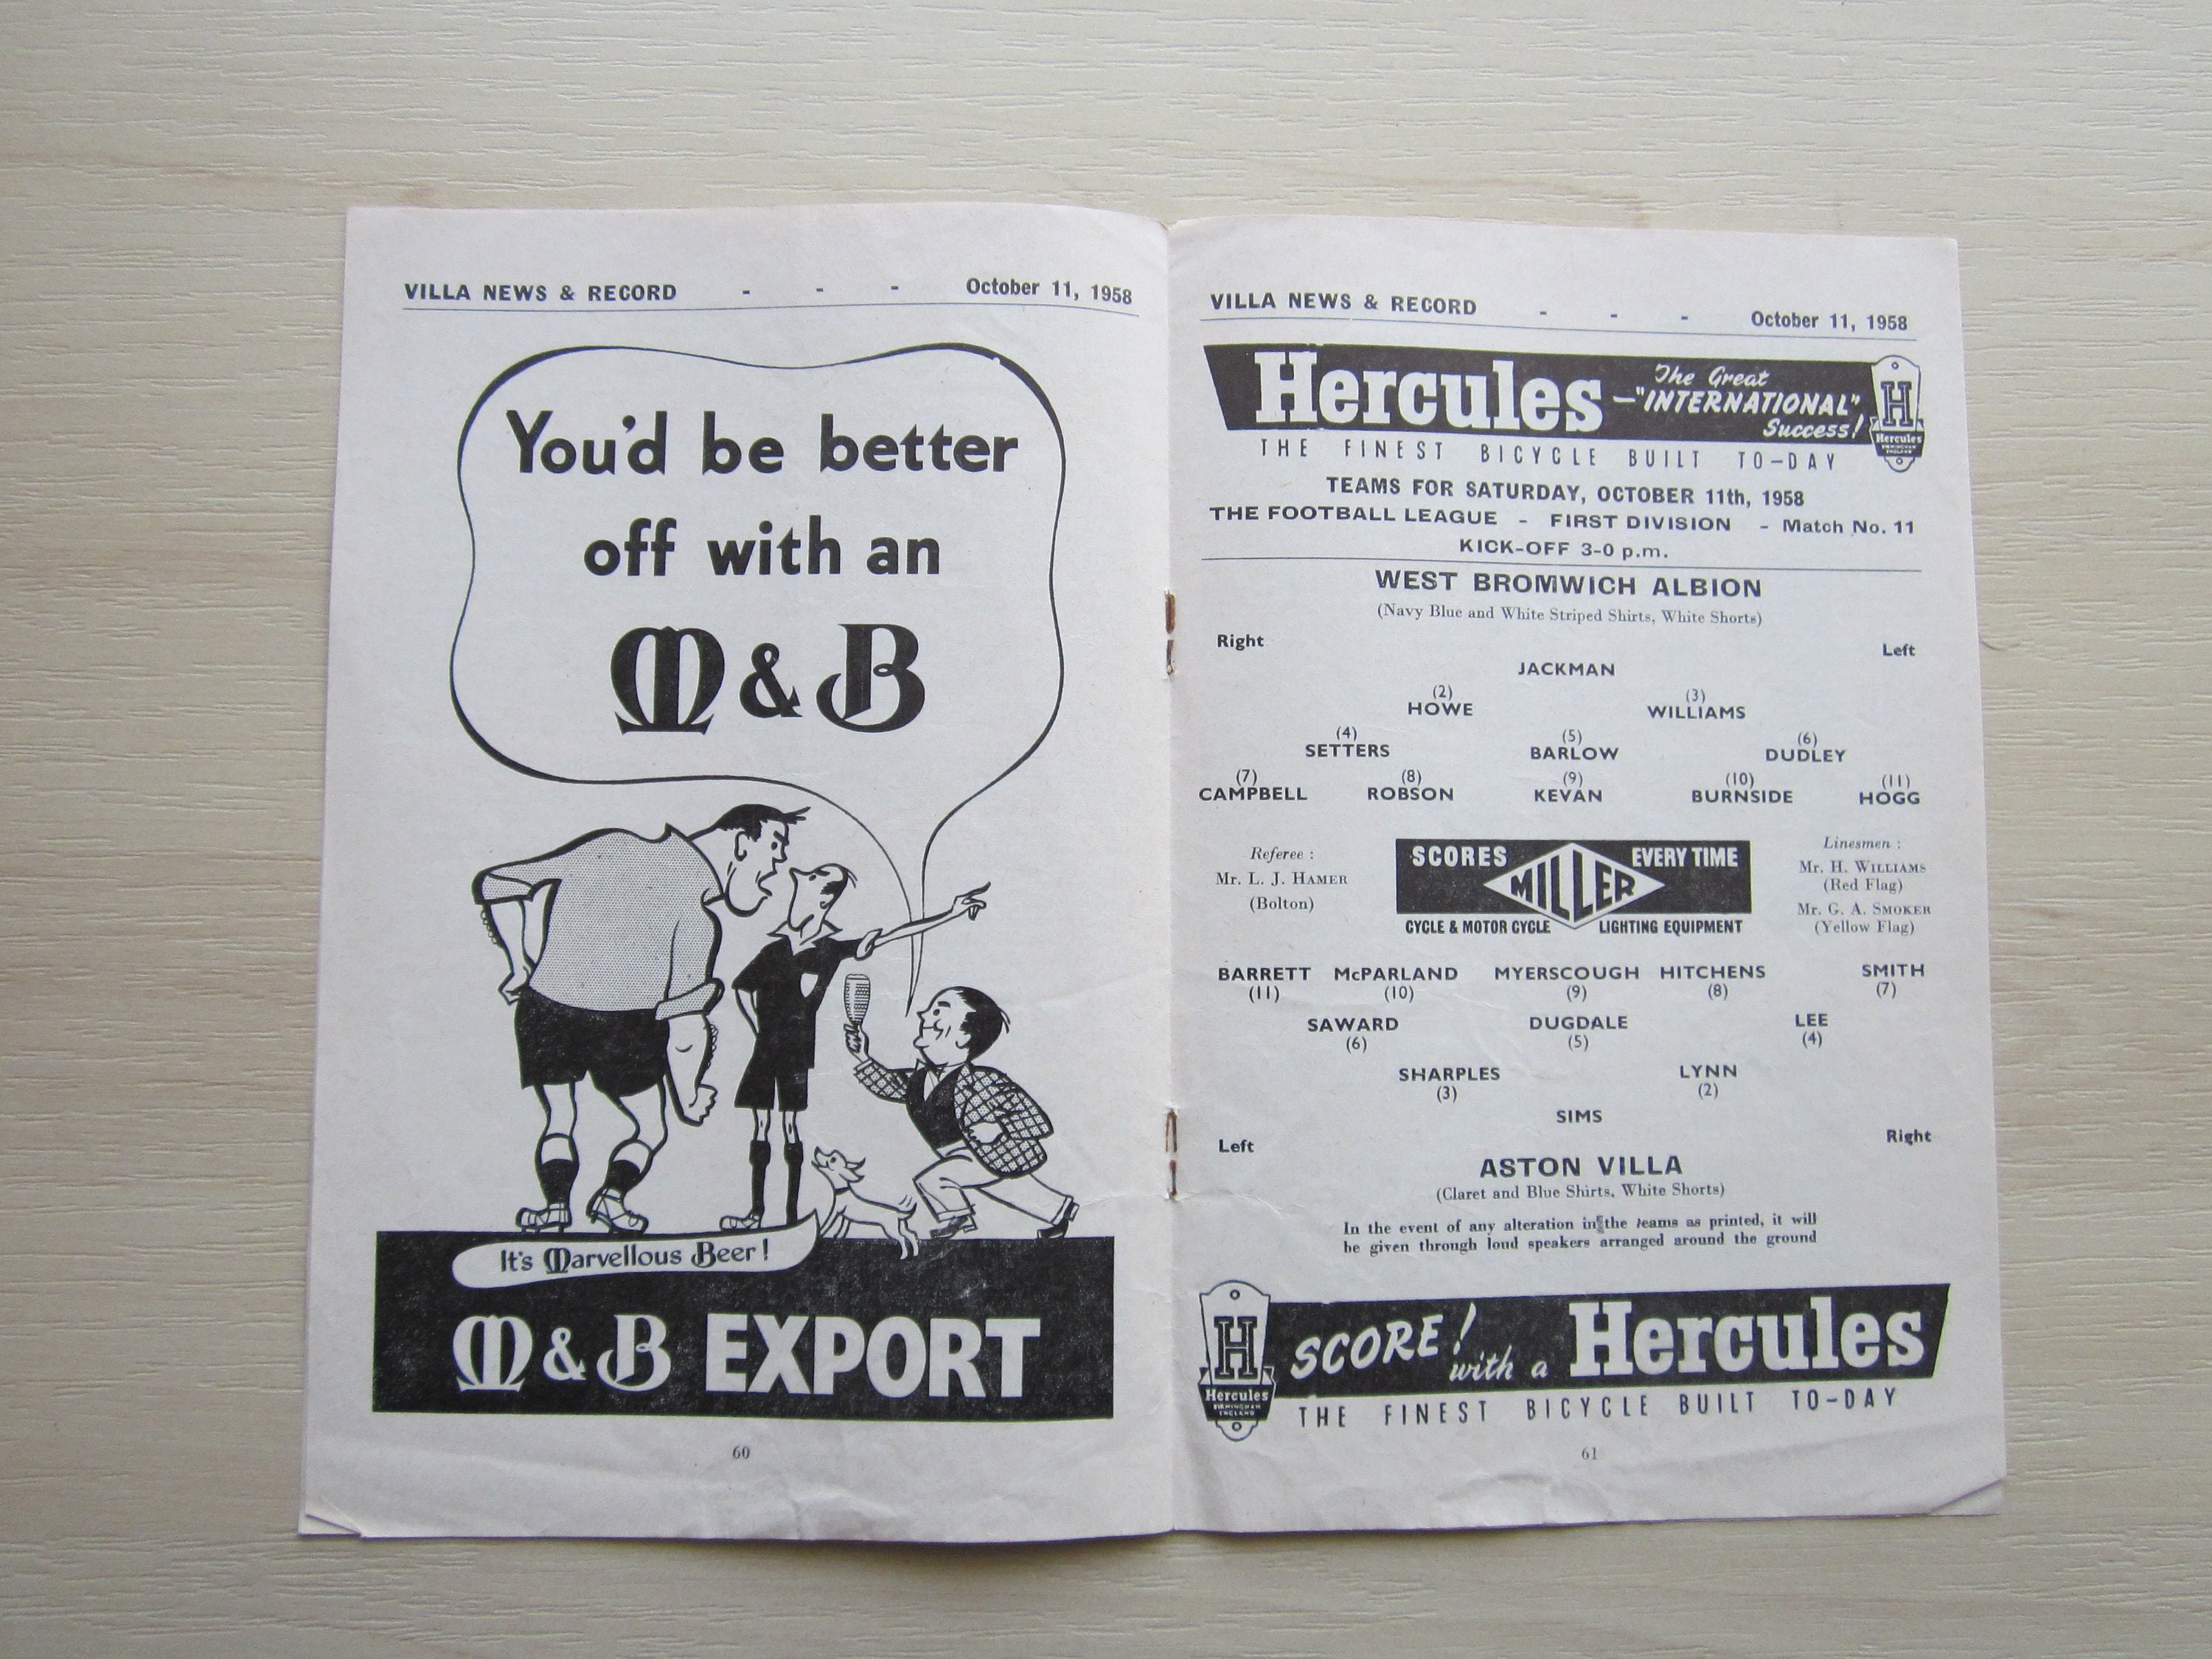 VILLA NEWS & RECORD - - - October 11, 1958
You'd be better
off with an
M & B
It's Marvellous Beer!
M & B EXPORT
60
VILLA NEWS & RECORD - - - October 11, 1958
Hercules
The Great
—"INTERNATIONAL"
Success!
H
Hercules
BIRMINGHAM
ENGLAND
THE FINEST BICYCLE BUILT TO-DAY
TEAMS FOR SATURDAY, OCTOBER 11th, 1958
THE FOOTBALL LEAGUE - FIRST DIVISION - Match No. 11
KICK-OFF 3-0 p.m.
WEST BROMWICH ALBION
(Navy Blue and White Striped Shirts, White Shorts)
Right Left
JACKMAN
(2) (3)
HOWE WILLIAMS
(4) (5) (6)
SETTERS BARLOW DUDLEY
(7) (8) (9) (10) (11)
CAMPBELL ROBSON KEVAN BURNSIDE HOGG
Referee :
Mr. L. J. HAMER
(Bolton)
SCORES EVERY TIME
MILLER
CYCLE & MOTOR CYCLE LIGHTING EQUIPMENT
Linesmen :
Mr. H. WILLIAMS
(Red Flag)
Mr. G. A. SMOKER
(Yellow Flag)
BARRETT McPARLAND MYERSCOUGH HITCHENS SMITH
(11) (10) (9) (8) (7)
SAWARD DUGDALE LEE
(6) (5) (4)
SHARPLES LYNN
(3) (2)
SIMS
Left Right
ASTON VILLA
(Claret and Blue Shirts, White Shorts)
In the event of any alteration in the teams as printed, it will
be given through loud speakers arranged around the ground
H
Hercules
BIRMINGHAM
ENGLAND
SCORE! with a Hercules
THE FINEST BICYCLE BUILT TO-DAY
61